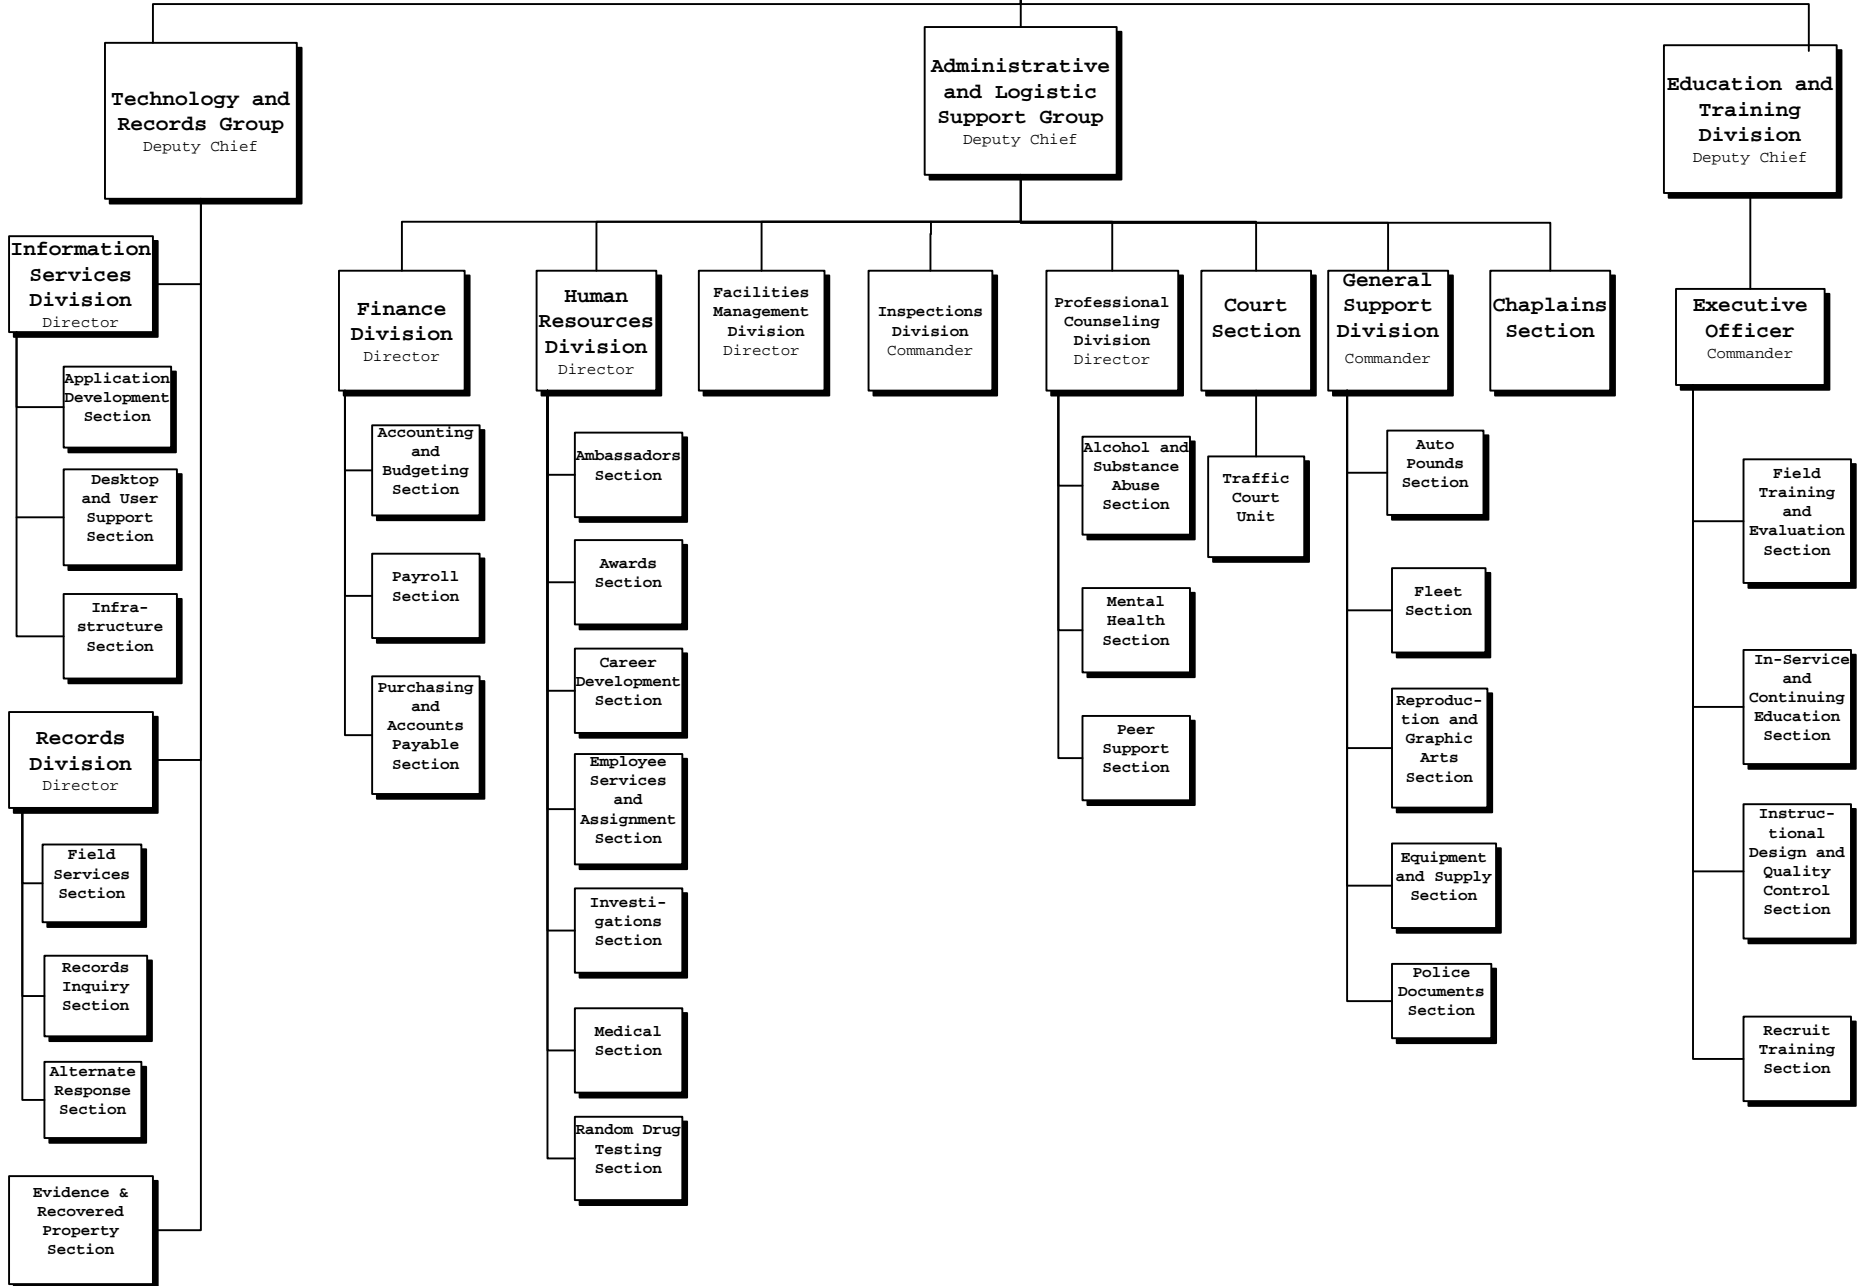 Technology and
Records Group
Deputy Chief
Administrative
and Logistic
Support Group
Deputy Chief
Education and
Training
Division
Deputy Chief
Information
Services
Division
Director
Application
Development
Section
Desktop
and User
Support
Section
Infra-
structure
Section
Records
Division
Director
Field
Services
Section
Records
Inquiry
Section
Alternate
Response
Section
Evidence &
Recovered
Property
Section
Finance
Division
Director
Accounting
and
Budgeting
Section
Payroll
Section
Purchasing
and
Accounts
Payable
Section
Human
Resources
Division
Director
Ambassadors
Section
Awards
Section
Career
Development
Section
Employee
Services
and
Assignment
Section
Investi-
gations
Section
Medical
Section
Random Drug
Testing
Section
Facilities
Management
Division
Director
Inspections
Division
Commander
Professional
Counseling
Division
Director
Alcohol and
Substance
Abuse
Section
Mental
Health
Section
Peer
Support
Section
Court
Section
Traffic
Court
Unit
General
Support
Division
Commander
Auto
Pounds
Section
Fleet
Section
Reproduc-
tion and
Graphic
Arts
Section
Equipment
and Supply
Section
Police
Documents
Section
Chaplains
Section
Executive
Officer
Commander
Field
Training
and
Evaluation
Section
In-Service
and
Continuing
Education
Section
Instruc-
tional
Design and
Quality
Control
Section
Recruit
Training
Section